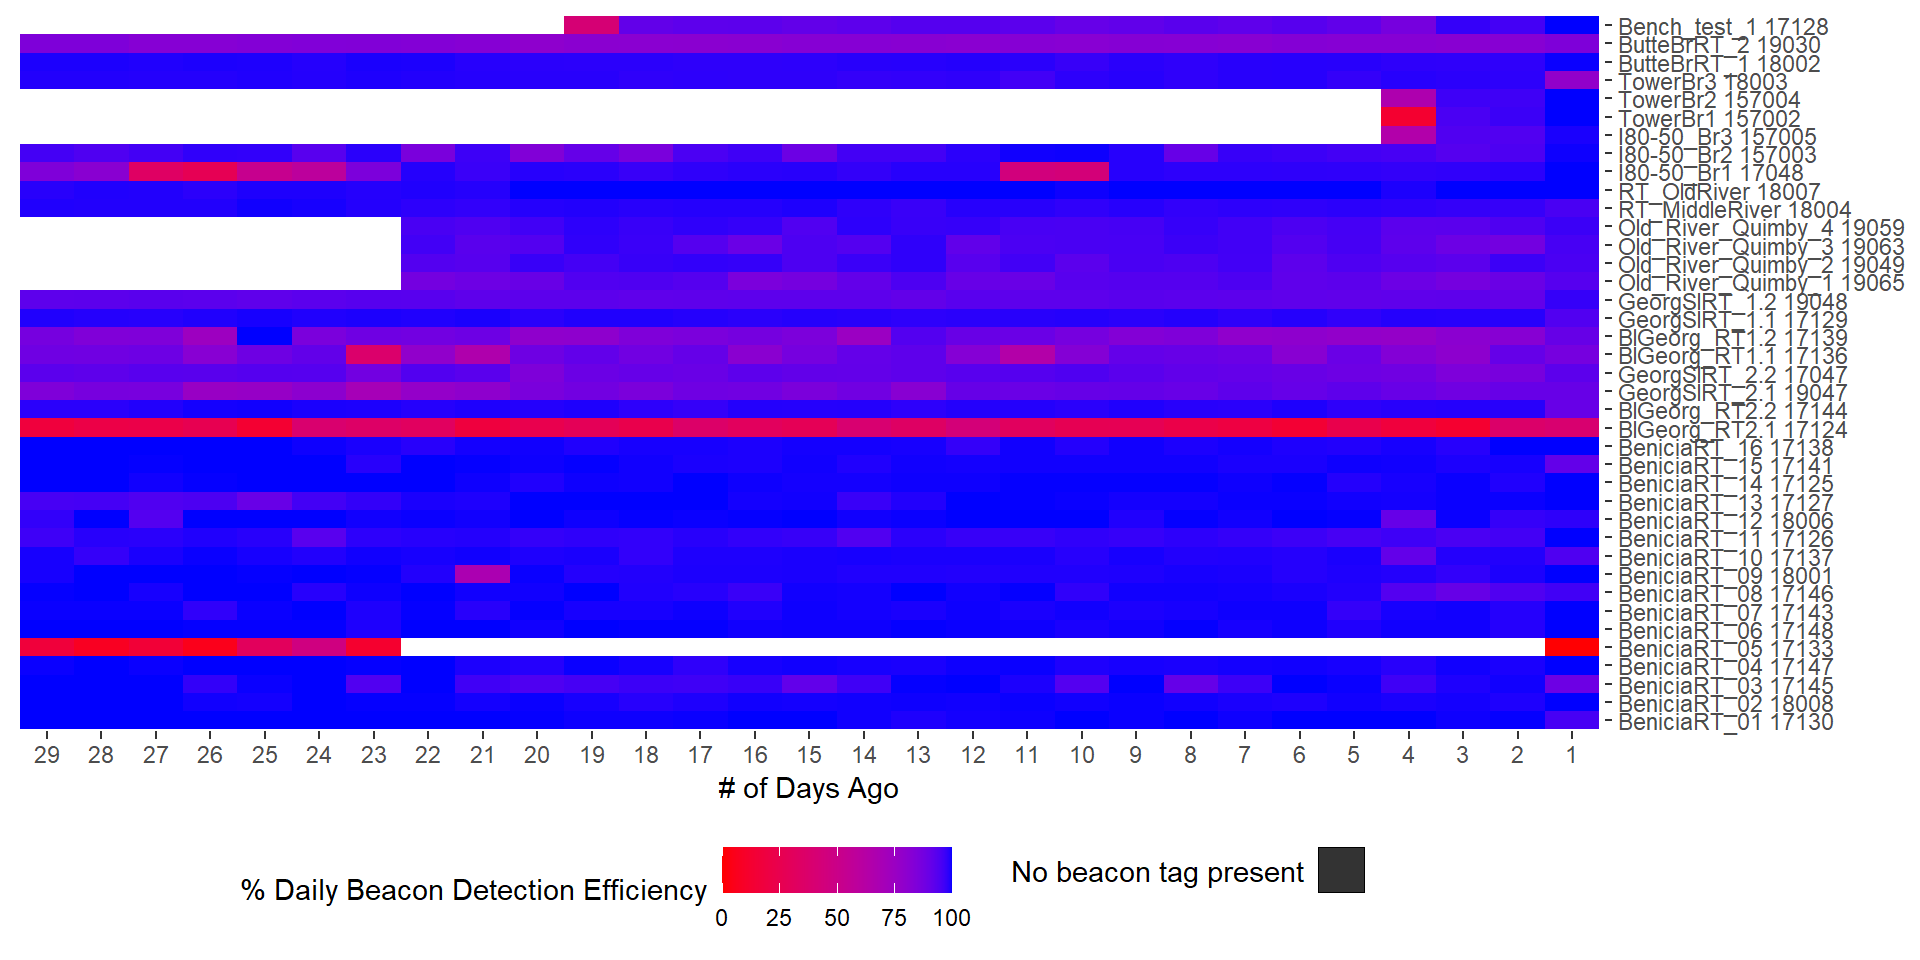 Bench_test_1 17128
ButteBrRT_2 19030
ButteBrRT_1 18002
TowerBr3 18003
TowerBr2 157004
TowerBr1 157002
I80-50_Br3 157005
I80-50_Br2 157003
I80-50_Br1 17048
RT_OldRiver 18007
RT_MiddleRiver 18004
Old_River_Quimby_4 19059
Old_River_Quimby_3 19063
Old_River_Quimby_2 19049
Old_River_Quimby_1 19065
GeorgSlRT_1.2 19048
GeorgSlRT_1.1 17129
BlGeorg_RT1.2 17139
BlGeorg_RT1.1 17136
GeorgSlRT_2.2 17047
GeorgSlRT_2.1 19047
BlGeorg_RT2.2 17144
BlGeorg_RT2.1 17124
BeniciaRT_16 17138
BeniciaRT_15 17141
BeniciaRT_14 17125
BeniciaRT_13 17127
BeniciaRT_12 18006
BeniciaRT_11 17126
BeniciaRT_10 17137
BeniciaRT_09 18001
BeniciaRT_08 17146
BeniciaRT_07 17143
BeniciaRT_06 17148
BeniciaRT_05 17133
BeniciaRT_04 17147
BeniciaRT_03 17145
BeniciaRT_02 18008
BeniciaRT_01 17130
29 28 27 26 25 24 23 22 21 20 19 18 17 16 15 14 13 12 11 10 9 8 7 6 5 4 3 2 1
# of Days Ago
% Daily Beacon Detection Efficiency
0 25 50 75 100
No beacon tag present